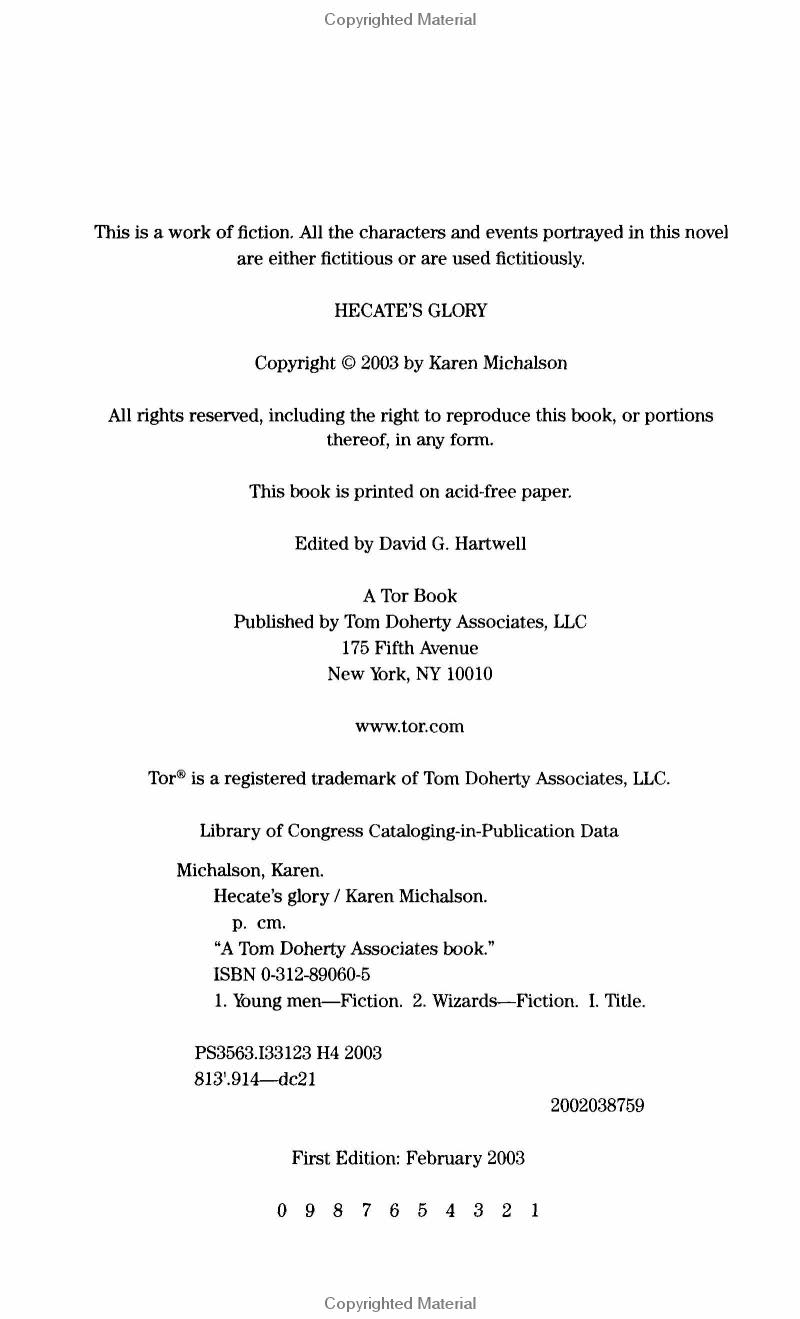 Copyrighted Material
This is a work of fiction. All the characters and events portrayed in this novel
are either fictitious or are used fictitiously.
HECATE'S GLORY
Copyright © 2003 by Karen Michalson
All rights reserved, including the right to reproduce this book, or portions
thereof, in any form.
This book is printed on acid-free paper.
Edited by David G. Hartwell
A Tor Book
Published by Tom Doherty Associates, LLC
175 Fifth Avenue
New York, NY 10010
www.tor.com
Tor® is a registered trademark of Tom Doherty Associates, LLC.
Library of Congress Cataloging-in-Publication Data
Michalson, Karen.
Hecate's glory / Karen Michalson.
p. cm.
“A Tom Doherty Associates book.”
ISBN 0-312-89060-5
1. Young men—Fiction. 2. Wizards—Fiction. I. Title.
PS3563.I33123 H4 2003
813'.914—dc21
2002038759
First Edition: February 2003
0 9 8 7 6 5 4 3 2 1
Copyrighted Material